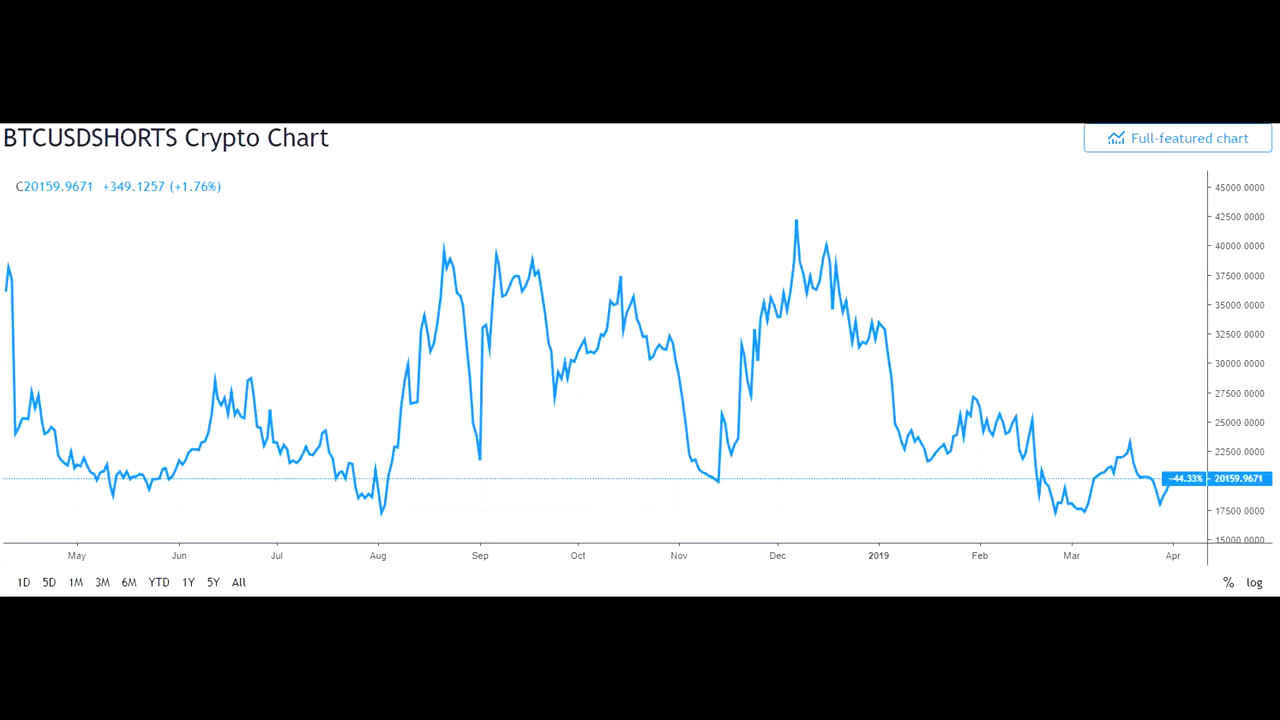 BTCUSDSHORTS Crypto Chart
Full-featured chart
C20159.9671 +349.1257 (+1.76%)
45000.0000
42500.0000
40000.0000
37500.0000
35000.0000
32500.0000
30000.0000
27500.0000
25000.0000
22500.0000
−44.33% 20159.9671
17500.0000
15000.0000
May Jun Jul Aug Sep Oct Nov Dec 2019 Feb Mar Apr
1D 5D 1M 3M 6M YTD 1Y 5Y All % log